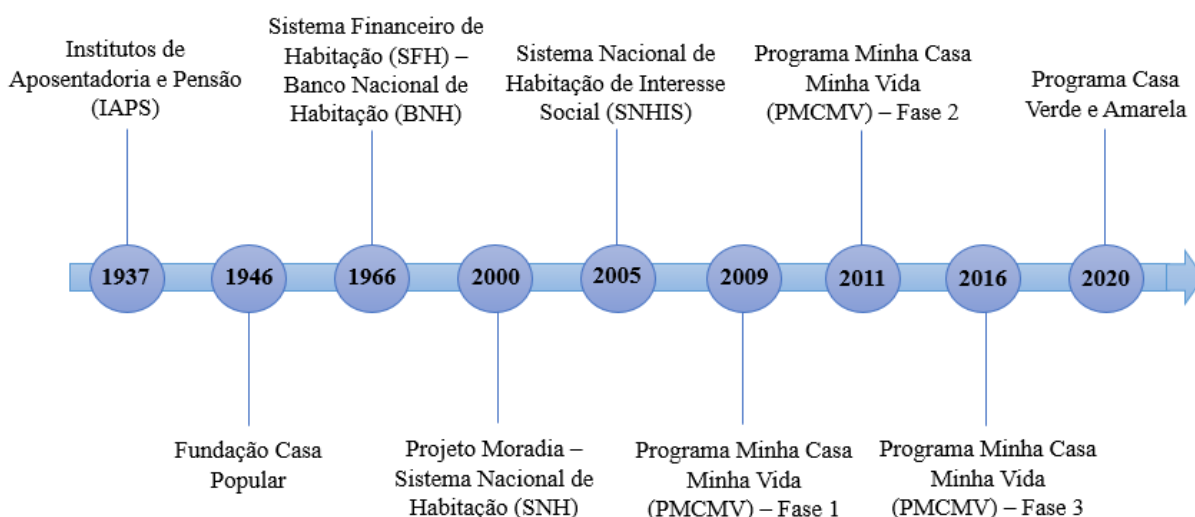 Institutos de
Aposentadoria e Pensão
(IAPS)
Sistema Financeiro de
Habitação (SFH) –
Banco Nacional de
Habitação (BNH)
Sistema Nacional de
Habitação de Interesse
Social (SNHIS)
Programa Minha Casa
Minha Vida
(PMCMV) – Fase 2
Programa Casa
Verde e Amarela
1937
1946
1966
2000
2005
2009
2011
2016
2020
Fundação Casa
Popular
Projeto Moradia –
Sistema Nacional de
Habitação (SNH)
Programa Minha Casa
Minha Vida
(PMCMV) – Fase 1
Programa Minha Casa
Minha Vida
(PMCMV) – Fase 3